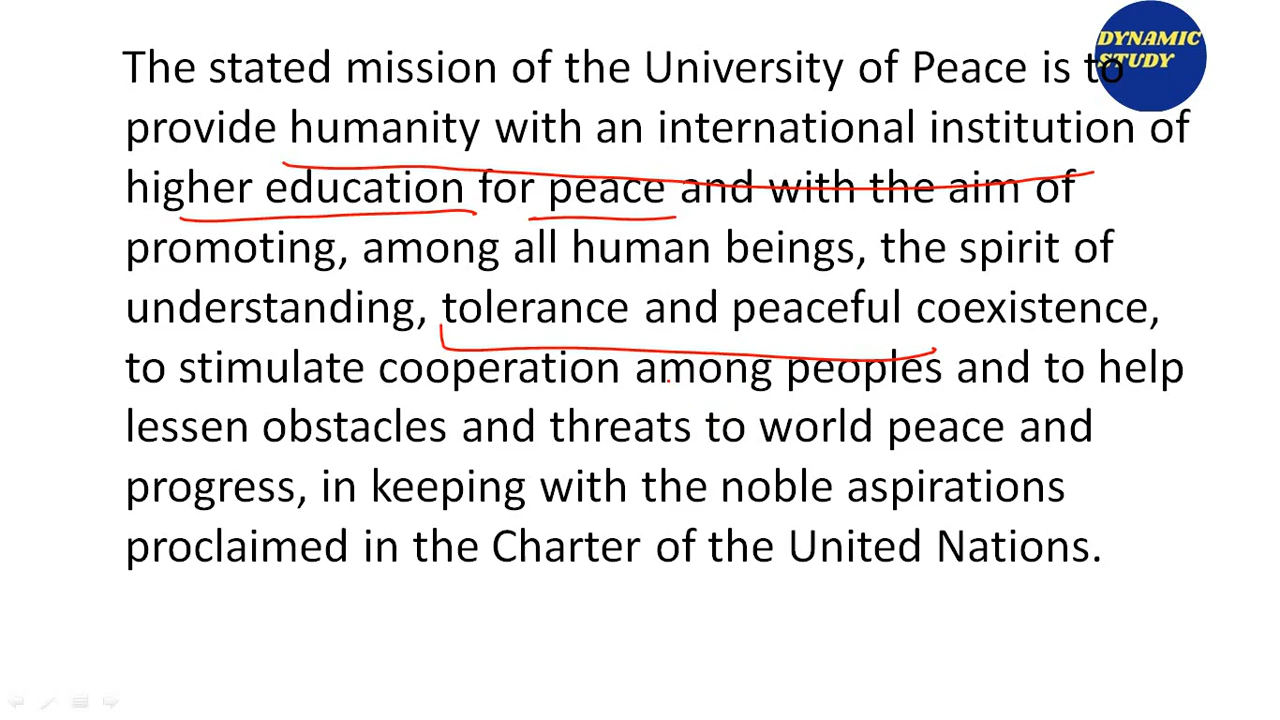 The stated mission of the University of Peace is to
provide humanity with an international institution of
higher education for peace and with the aim of
promoting, among all human beings, the spirit of
understanding, tolerance and peaceful coexistence,
to stimulate cooperation among peoples and to help
lessen obstacles and threats to world peace and
progress, in keeping with the noble aspirations
proclaimed in the Charter of the United Nations.
DYNAMIC
STUDY